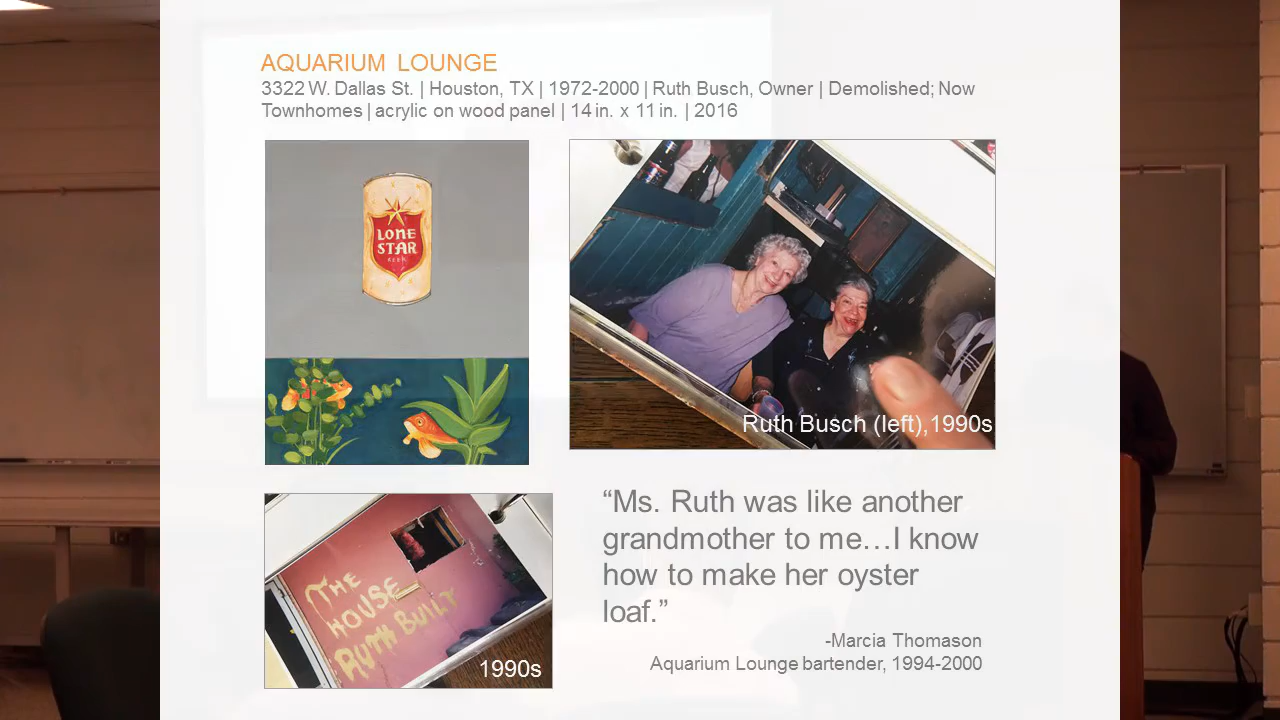 AQUARIUM LOUNGE
3322 W. Dallas St. | Houston, TX | 1972-2000 | Ruth Busch, Owner | Demolished; Now
Townhomes | acrylic on wood panel | 14 in. x 11 in. | 2016
LONE
STAR
BEER
Ruth Busch (left),1990s
THE
HOUSE
RUTH BUILT
1990s
“Ms. Ruth was like another
grandmother to me…I know
how to make her oyster
loaf.”
-Marcia Thomason
Aquarium Lounge bartender, 1994-2000